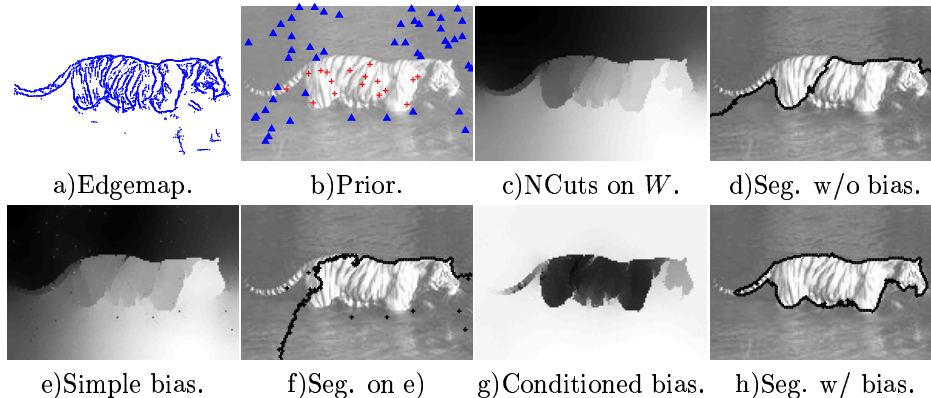 a)Edgemap.
b)Prior.
c)NCuts on W.
d)Seg. w/o bias.
e)Simple bias.
f)Seg. on e)
g)Conditioned bias.
h)Seg. w/ bias.